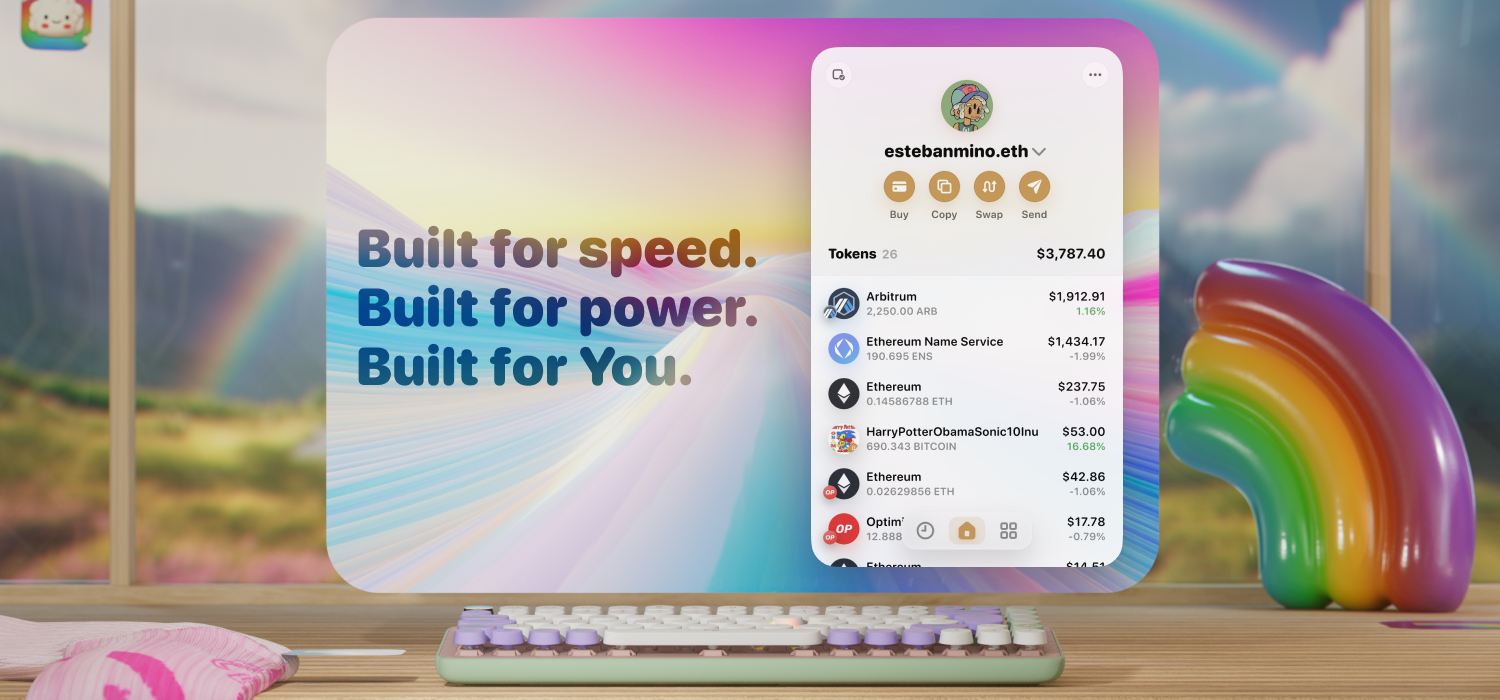 Built for speed.
Built for power.
Built for You.
estebanmino.eth
Buy Copy Swap Send
Tokens 26 $3,787.40
Arbitrum $1,912.91
2,250.00 ARB 1.16%
Ethereum Name Service $1,434.17
190.695 ENS -1.99%
Ethereum $237.75
0.14586788 ETH -1.06%
HarryPotterObamaSonic10Inu $53.00
690.343 BITCOIN 16.68%
Ethereum $42.86
OP 0.02629856 ETH -1.06%
OP $17.78
OP 12.888 -0.79%
Ethereum $14.51